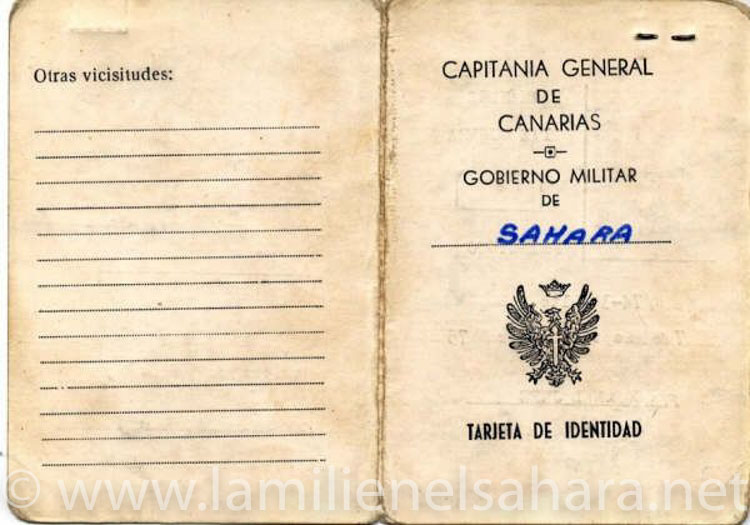 Otras vicisitudes:
CAPITANIA GENERAL
DE
CANARIAS
GOBIERNO MILITAR
DE
SAHARA
TARJETA DE IDENTIDAD
© www.lamilienelsahara.net